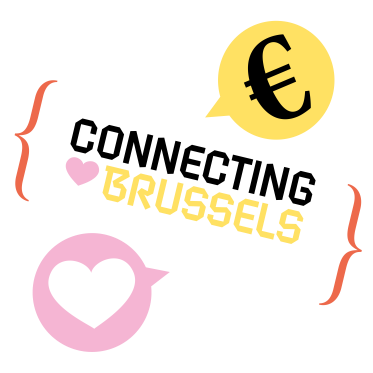 €
{ CONNECTING
BRUSSELS }